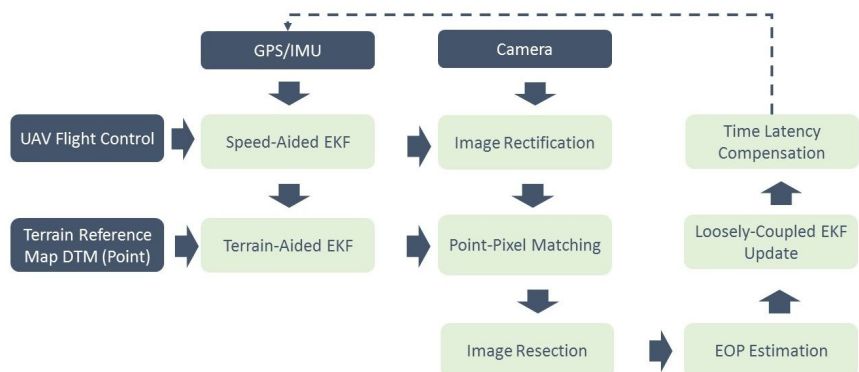 GPS/IMU
Camera
UAV Flight Control
Speed-Aided EKF
Image Rectification
Time Latency
Compensation
Terrain Reference
Map DTM (Point)
Terrain-Aided EKF
Point-Pixel Matching
Loosely-Coupled EKF
Update
Image Resection
EOP Estimation